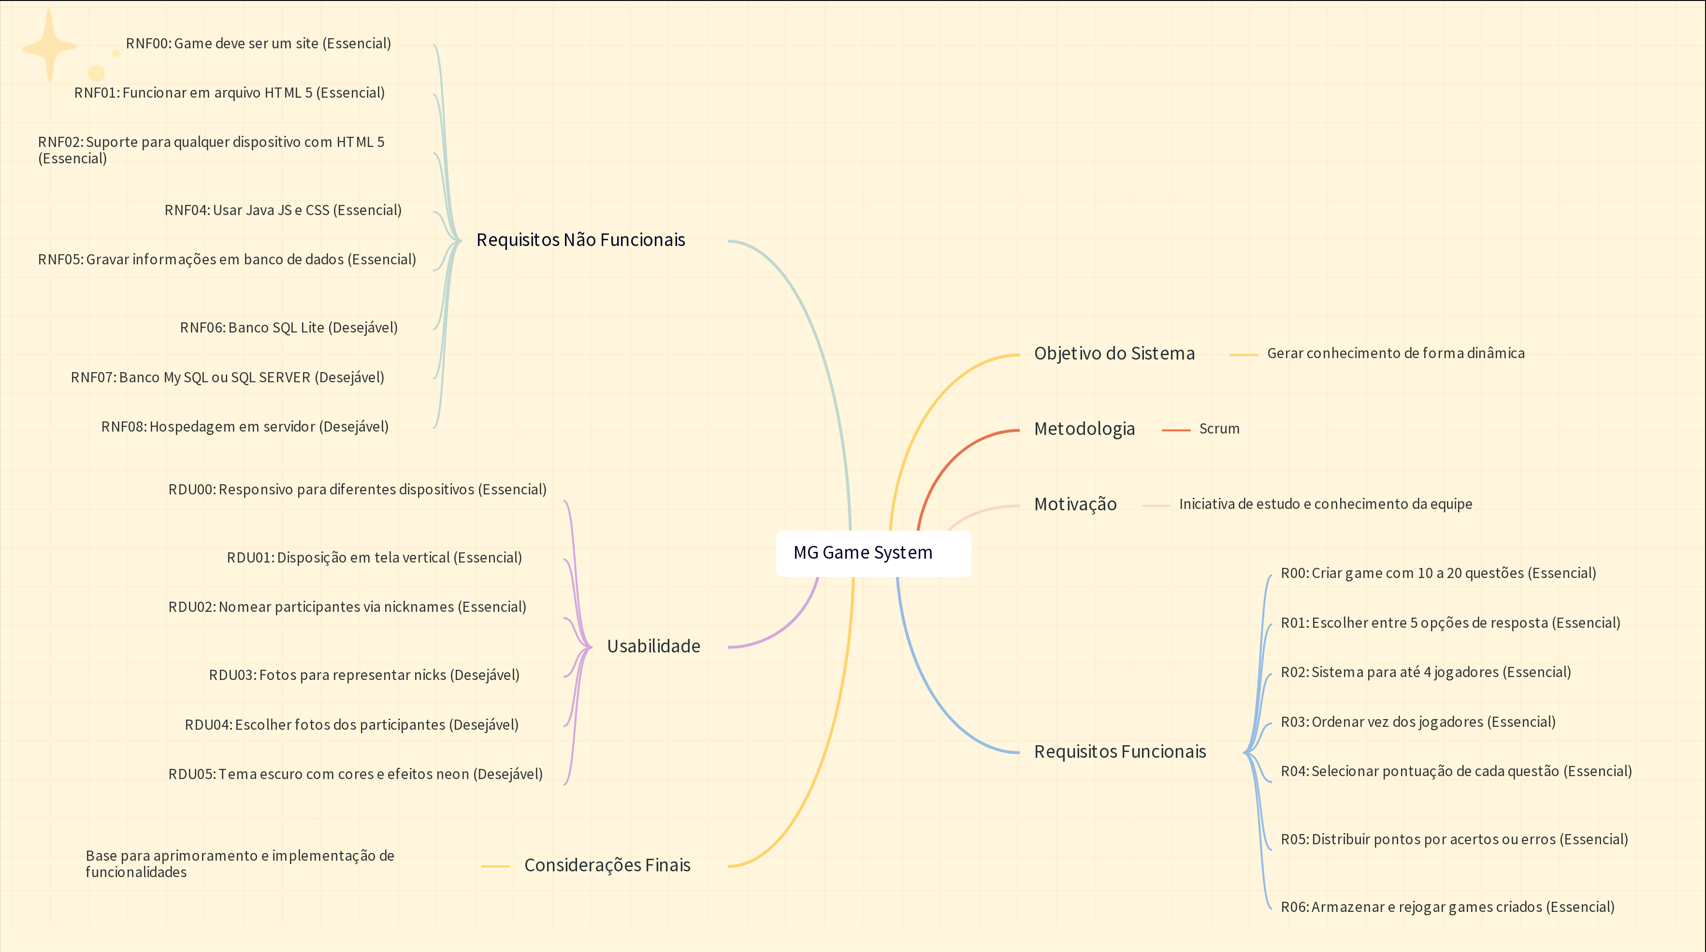 MG Game System
Objetivo do Sistema
Gerar conhecimento de forma dinâmica
Metodologia
Scrum
Motivação
Iniciativa de estudo e conhecimento da equipe
Requisitos Funcionais
R00: Criar game com 10 a 20 questões (Essencial)
R01: Escolher entre 5 opções de resposta (Essencial)
R02: Sistema para até 4 jogadores (Essencial)
R03: Ordenar vez dos jogadores (Essencial)
R04: Selecionar pontuação de cada questão (Essencial)
R05: Distribuir pontos por acertos ou erros (Essencial)
R06: Armazenar e rejogar games criados (Essencial)
Requisitos Não Funcionais
RNF00: Game deve ser um site (Essencial)
RNF01: Funcionar em arquivo HTML 5 (Essencial)
RNF02: Suporte para qualquer dispositivo com HTML 5
(Essencial)
RNF04: Usar Java JS e CSS (Essencial)
RNF05: Gravar informações em banco de dados (Essencial)
RNF06: Banco SQL Lite (Desejável)
RNF07: Banco My SQL ou SQL SERVER (Desejável)
RNF08: Hospedagem em servidor (Desejável)
Usabilidade
RDU00: Responsivo para diferentes dispositivos (Essencial)
RDU01: Disposição em tela vertical (Essencial)
RDU02: Nomear participantes via nicknames (Essencial)
RDU03: Fotos para representar nicks (Desejável)
RDU04: Escolher fotos dos participantes (Desejável)
RDU05: Tema escuro com cores e efeitos neon (Desejável)
Considerações Finais
Base para aprimoramento e implementação de
funcionalidades